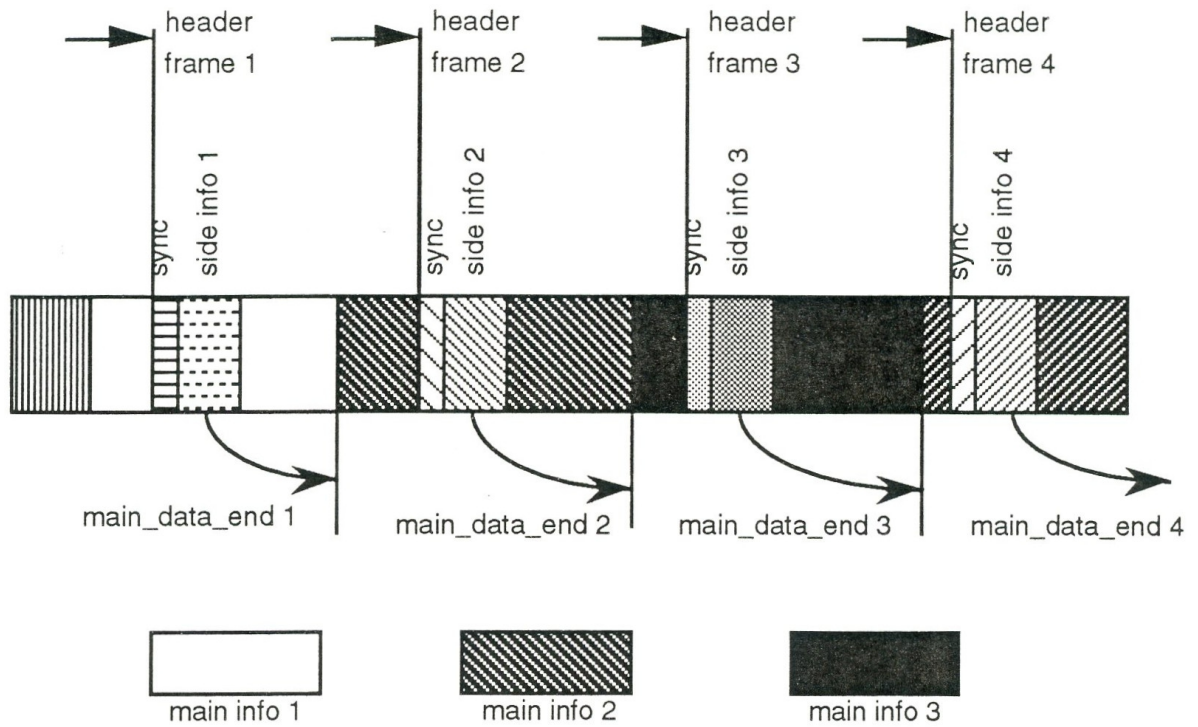 header
frame 1
header
frame 2
header
frame 3
header
frame 4
sync
side info 1
sync
side info 2
sync
side info 3
sync
side info 4
main_data_end 1
main_data_end 2
main_data_end 3
main_data_end 4
main info 1
main info 2
main info 3